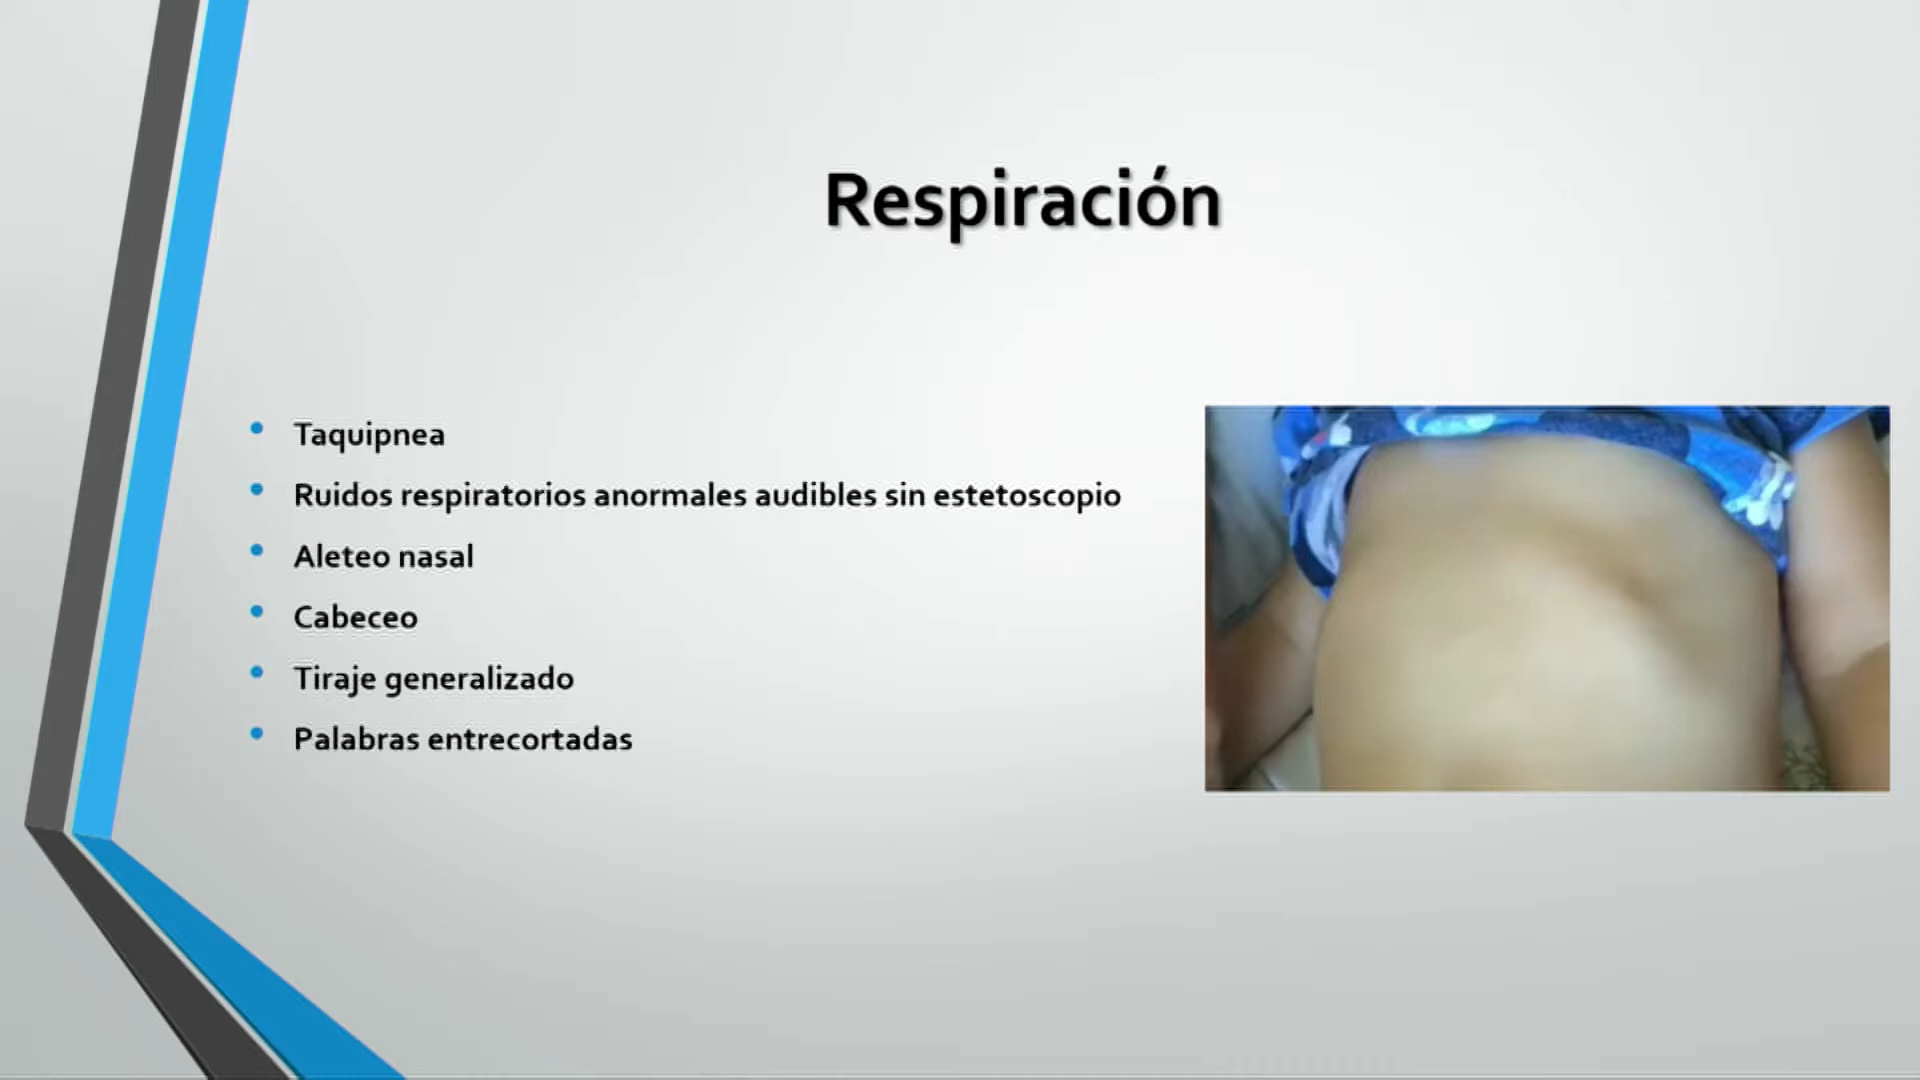 Respiración
Taquipnea
Ruidos respiratorios anormales audibles sin estetoscopio
Aleteo nasal
Cabeceo
Tiraje generalizado
Palabras entrecortadas